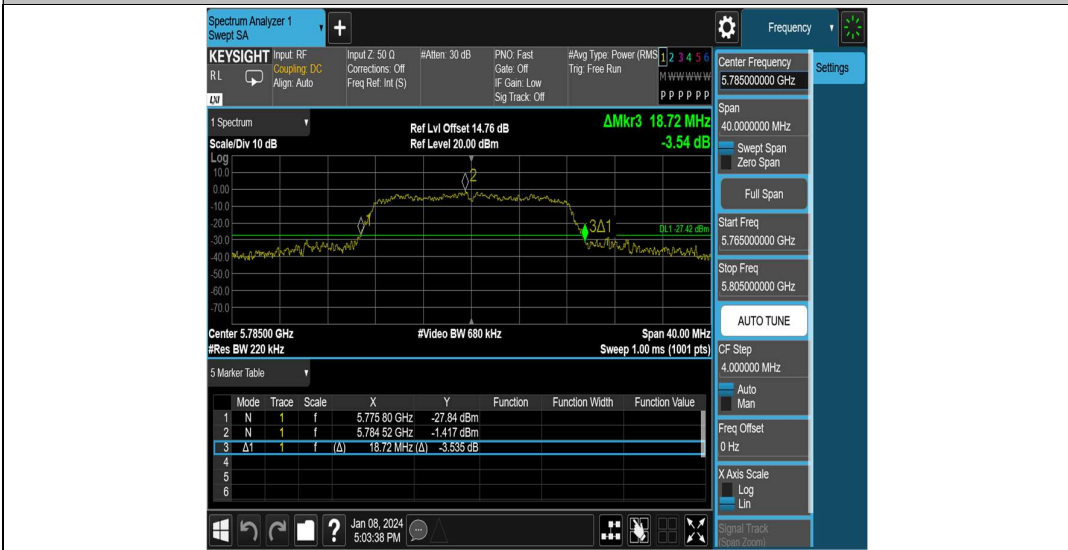 Spectrum Analyzer 1
Swept SA
+
Frequency
KEYSIGHT
RL
LXI
Input: RF
Coupling: DC
Align: Auto
Input Z: 50 Ω
Corrections: Off
Freq Ref: Int (S)
#Atten: 30 dB
PNO: Fast
Gate: Off
IF Gain: Low
Sig Track: Off
#Avg Type: Power (RMS
Trig: Free Run
1 2 3 4 5 6
M W W W W W
P P P P P P
1 Spectrum
Scale/Div 10 dB
Ref Lvl Offset 14.76 dB
Ref Level 20.00 dBm
ΔMkr3 18.72 MHz
-3.54 dB
Log
10.0
0.00
-10.0
-20.0
-30.0
-40.0
-50.0
-60.0
-70.0
1
2
3Δ1
DL1 -27.42 dBm
Center 5.78500 GHz
#Res BW 220 kHz
#Video BW 680 kHz
Span 40.00 MHz
Sweep 1.00 ms (1001 pts)
5 Marker Table
Mode Trace Scale X Y Function Function Width Function Value
1 N 1 f 5.775 80 GHz -27.84 dBm
2 N 1 f 5.784 52 GHz -1.417 dBm
3 Δ1 1 f (Δ) 18.72 MHz (Δ) -3.535 dB
4
5
6
?
Jan 08, 2024
5:03:38 PM
Center Frequency
5.785000000 GHz
Settings
Span
40.0000000 MHz
Swept Span
Zero Span
Full Span
Start Freq
5.765000000 GHz
Stop Freq
5.805000000 GHz
AUTO TUNE
CF Step
4.000000 MHz
Auto
Man
Freq Offset
0 Hz
X Axis Scale
Log
Lin
Signal Track
(Span Zoom)